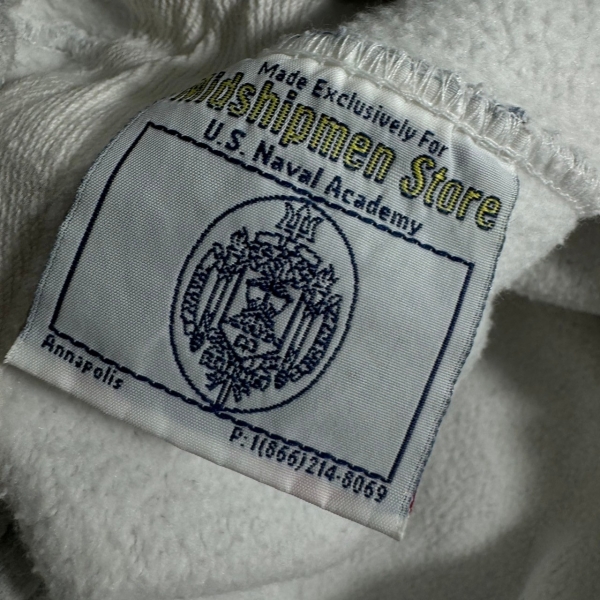 Made Exclusively For
Midshipmen Store
U.S. Naval Academy
Annapolis
P: 1(866)214-8069